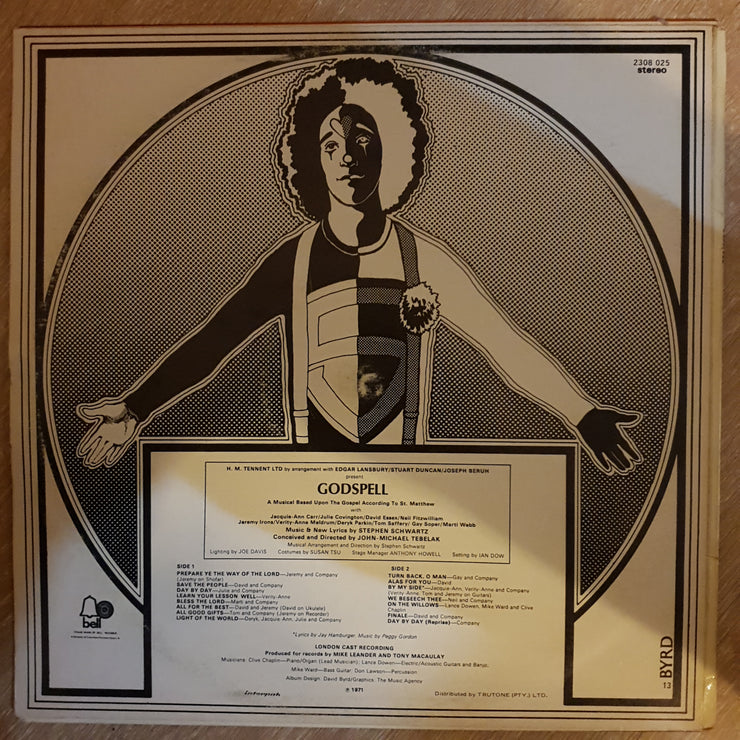 2308 025
stereo
H. M. TENNENT LTD by arrangement with EDGAR LANSBURY/STUART DUNCAN/JOSEPH BERUH
present
GODSPELL
A Musical Based Upon The Gospel According To St. Matthew
with
Jacquie-Ann Carr/Julie Covington/David Essex/Neil Fitzwilliam
Jeremy Irons/Verity-Anne Meldrum/Deryk Parkin/Tom Saffery/Gay Soper/Marti Webb
Music & New Lyrics by STEPHEN SCHWARTZ
Conceived and Directed by JOHN-MICHAEL TEBELAK
Musical Arrangement and Direction by Stephen Schwartz
Lighting by JOE DAVIS Costumes by SUSAN TSU Stage Manager ANTHONY HOWELL Setting by IAN DOW
SIDE 1
PREPARE YE THE WAY OF THE LORD—Jeremy and Company
(Jeremy on Shofar)
SAVE THE PEOPLE—David and Company
DAY BY DAY—Julie and Company
LEARN YOUR LESSON WELL—Verity-Anne
BLESS THE LORD—Marti and Company
ALL FOR THE BEST—David and Jeremy (David on Ukulele)
ALL GOOD GIFTS—Tom and Company (Jeremy on Recorder)
LIGHT OF THE WORLD—Deryk, Jacquie Ann, Julie and Company
SIDE 2
TURN BACK, O MAN—Gay and Company
ALAS FOR YOU—David
BY MY SIDE*—Jacquie-Ann, Verity-Anne and Company
(Verity-Anne, Tom and Jeremy on Guitars)
WE BESEECH THEE—Neil and Company
ON THE WILLOWS—Lance Dowen, Mike Ward and Clive
Chaplin
FINALE—David and Company
DAY BY DAY (Reprise)—Company
*Lyrics by Jay Hamburger. Music by Peggy Gordon
bell
LONDON CAST RECORDING
Produced for records by MIKE LEANDER AND TONY MACAULAY
Musicians: Clive Chaplin—Piano/Organ (Lead Musician); Lance Dowen—Electric/Acoustic Guitars and Banjo;
Mike Ward—Bass Guitar; Don Lawson—Percussion
Album Design: David Byrd/Graphics, The Music Agency
interpak
℗ 1971
Distributed by TRUTONE (PTY.) LTD.
BYRD
13